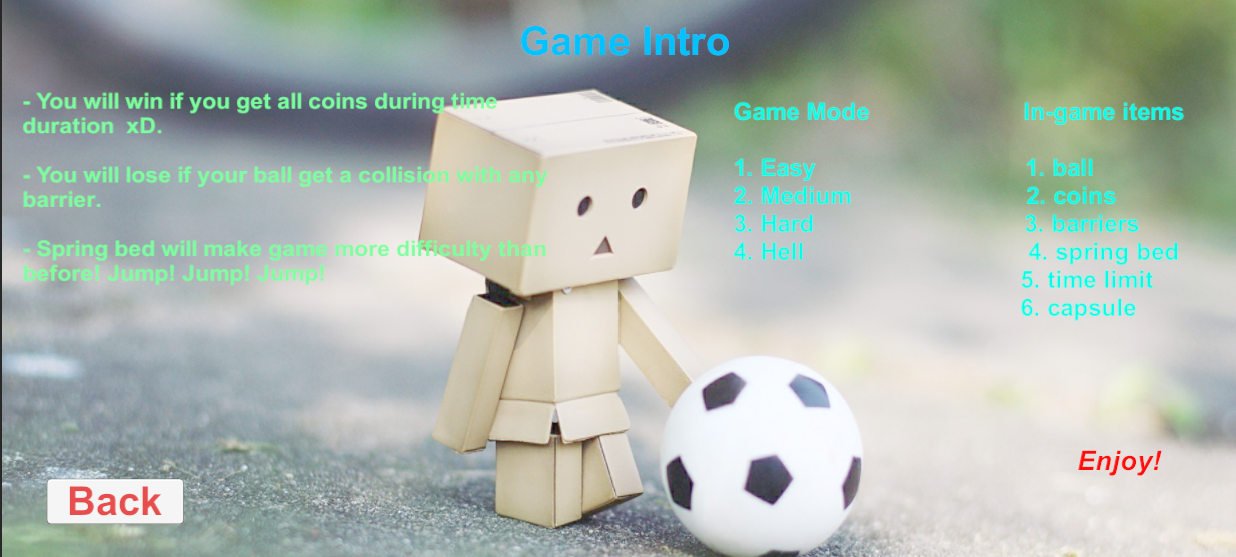 Game Intro
- You will win if you get all coins during time
duration  xD.
- You will lose if your ball get a collision with any
barrier.
- Spring bed will make game more difficulty than
before! Jump! Jump! Jump!
Game Mode
1. Easy
2. Medium
3. Hard
4. Hell
In-game items
1. ball
2. coins
3. barriers
4. spring bed
5. time limit
6. capsule
Enjoy!
Back